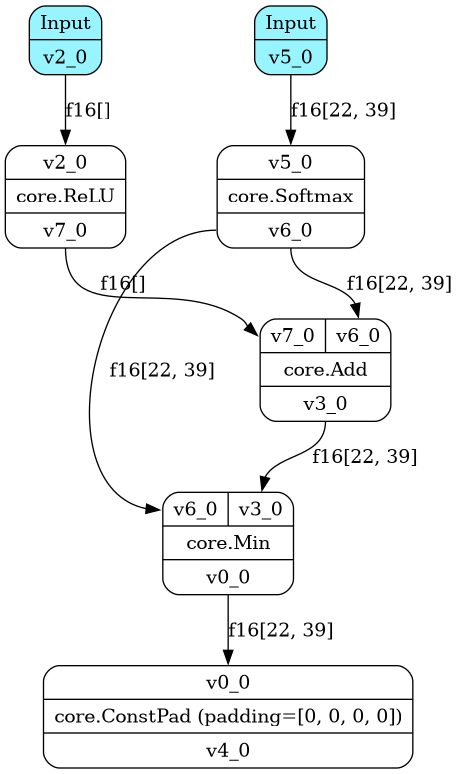 Input
v2_0
Input
v5_0
f16[]
f16[22, 39]
v2_0
core.ReLU
v7_0
v5_0
core.Softmax
v6_0
f16[]
f16[22, 39]
v7_0
v6_0
core.Add
v3_0
f16[22, 39]
f16[22, 39]
v6_0
v3_0
core.Min
v0_0
f16[22, 39]
v0_0
core.ConstPad (padding=[0, 0, 0, 0])
v4_0